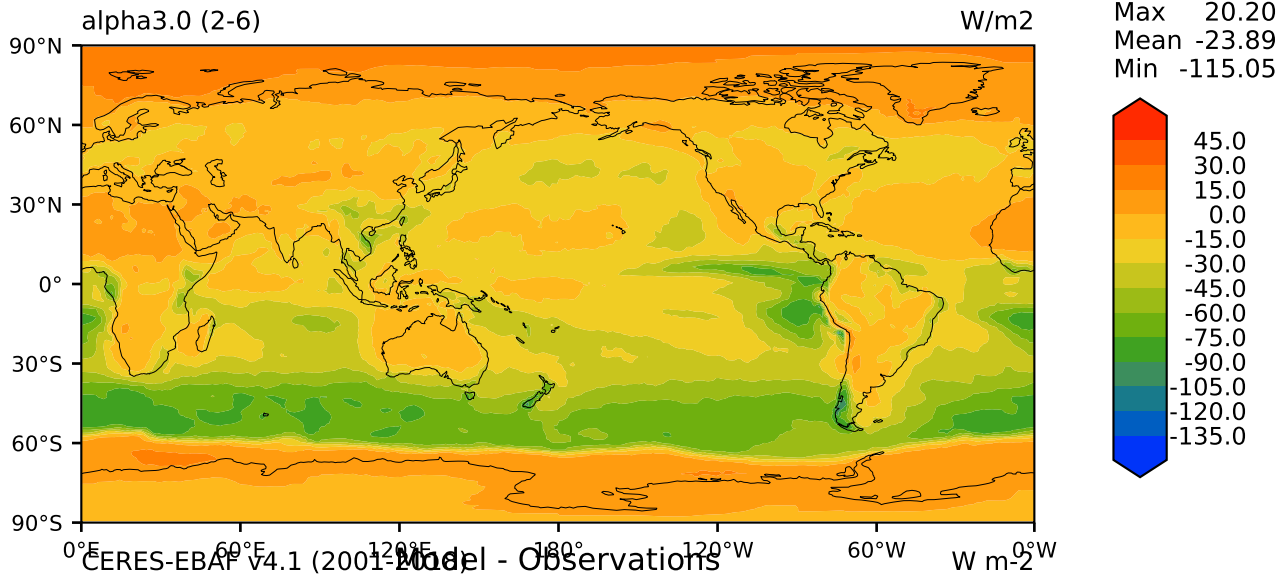 alpha3.0 (2-6) W/m2
Max 20.20
Mean -23.89
Min -115.05
90°N
60°N
30°N
0°
30°S
60°S
90°S
45.0
30.0
15.0
0.0
-15.0
-30.0
-45.0
-60.0
-75.0
-90.0
-105.0
-120.0
-135.0
0°E 60°E 120°E 180° 120°W 60°W 0°W
CERES-EBAF v4.1 (2001-2018) Model - Observations W m-2